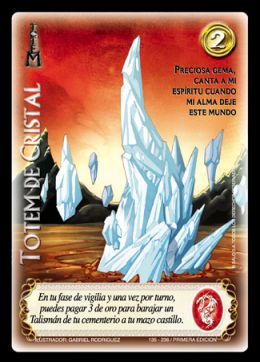 TOTEM
2
PRECIOSA GEMA,
CANTA A MI
ESPÍRITU CUANDO
MI ALMA DEJE
ESTE MUNDO
TOTEM DE CRISTAL
En tu fase de vigilia y una vez por turno,
puedes pagar 3 de oro para barajar un
Talismán de tu cementerio a tu mazo castillo.
ILUSTRADOR: GABRIEL RODRIGUEZ
135 - 236 / PRIMERA EDICIÓN